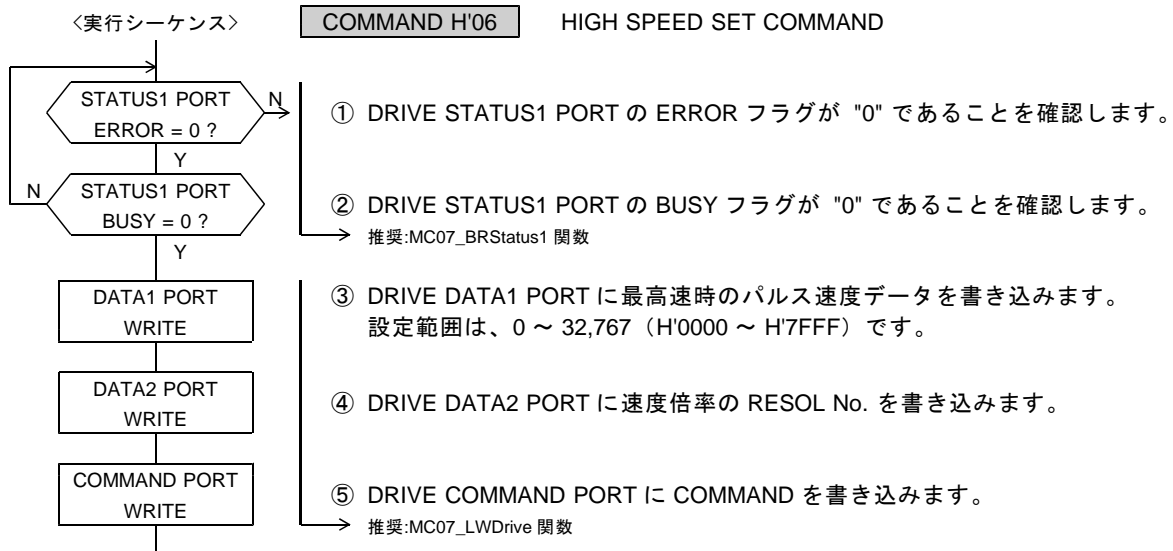 〈実行シーケンス〉
COMMAND H'06
HIGH SPEED SET COMMAND
STATUS1 PORT
ERROR = 0 ?
N
Y
① DRIVE STATUS1 PORT の ERROR フラグが "0" であることを確認します。
N
STATUS1 PORT
BUSY = 0 ?
Y
② DRIVE STATUS1 PORT の BUSY フラグが "0" であることを確認します。
推奨:MC07_BRStatus1 関数
DATA1 PORT
WRITE
③ DRIVE DATA1 PORT に最高速時のパルス速度データを書き込みます。
設定範囲は、0 ～ 32,767（H'0000 ～ H'7FFF）です。
DATA2 PORT
WRITE
④ DRIVE DATA2 PORT に速度倍率の RESOL No. を書き込みます。
COMMAND PORT
WRITE
⑤ DRIVE COMMAND PORT に COMMAND を書き込みます。
推奨:MC07_LWDrive 関数